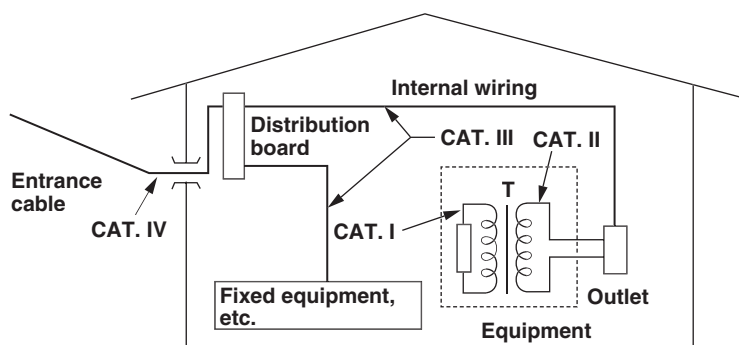 Internal wiring
Distribution
board
CAT. III
CAT. II
Entrance
cable
CAT. IV
T
CAT. I
Fixed equipment,
etc.
Outlet
Equipment